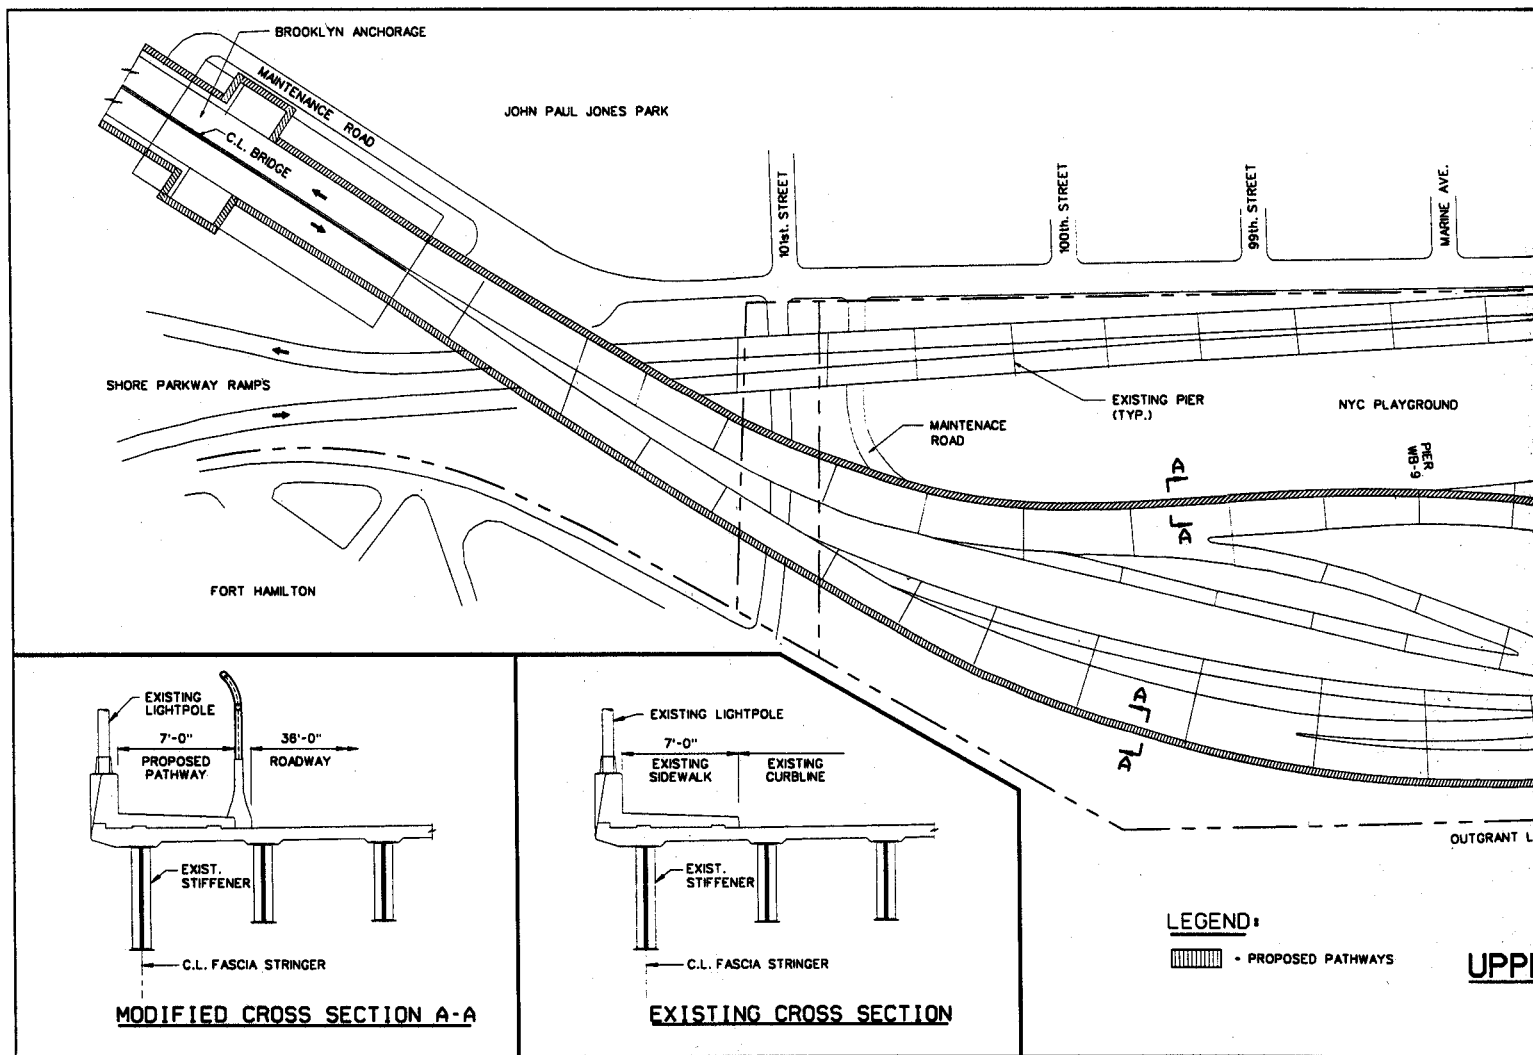 BROOKLYN ANCHORAGE
MAINTENANCE ROAD
JOHN PAUL JONES PARK
C.L. BRIDGE
101st. STREET
100th. STREET
99th. STREET
MARINE AVE.
SHORE PARKWAY RAMPS
EXISTING PIER
(TYP.)
NYC PLAYGROUND
MAINTENACE
ROAD
PIER
WB-9
A
A
FORT HAMILTON
A
A
OUTGRANT L
EXISTING
LIGHTPOLE
7'-0"
PROPOSED
PATHWAY
36'-0"
ROADWAY
EXIST.
STIFFENER
C.L. FASCIA STRINGER
MODIFIED CROSS SECTION A-A
EXISTING LIGHTPOLE
7'-0"
EXISTING
SIDEWALK
EXISTING
CURBLINE
EXIST.
STIFFENER
C.L. FASCIA STRINGER
EXISTING CROSS SECTION
LEGEND:
- PROPOSED PATHWAYS
UPPE